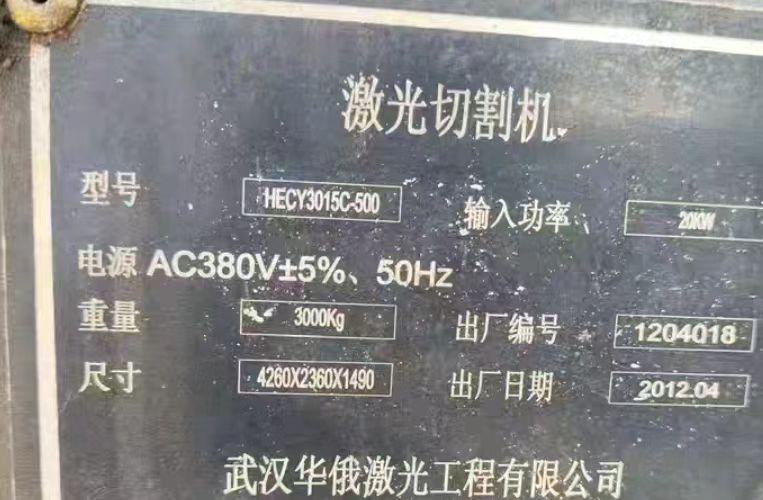 激光切割机
型号 HECY3015C-500 输入功率 20KW
电源 AC380V±5%、50Hz
重量 3000Kg 出厂编号 1204018
尺寸 4260X2360X1490 出厂日期 2012.04
武汉华俄激光工程有限公司